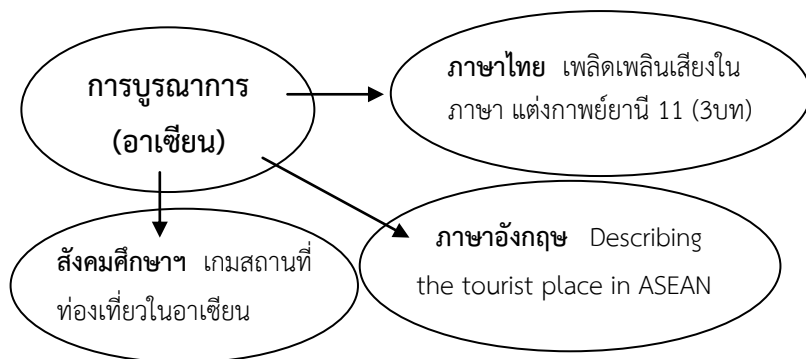 การบูรณาการ
(อาเซียน)
ภาษาไทย เพลิดเพลินเสียงใน
ภาษา แต่งกาพย์ยานี 11 (3บท)
สังคมศึกษาฯ เกมสถานที่
ท่องเที่ยวในอาเซียน
ภาษาอังกฤษ Describing
the tourist place in ASEAN